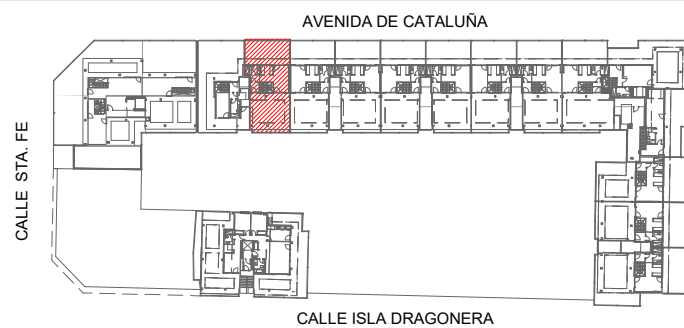 AVENIDA DE CATALUÑA
CALLE STA. FE
CALLE ISLA DRAGONERA